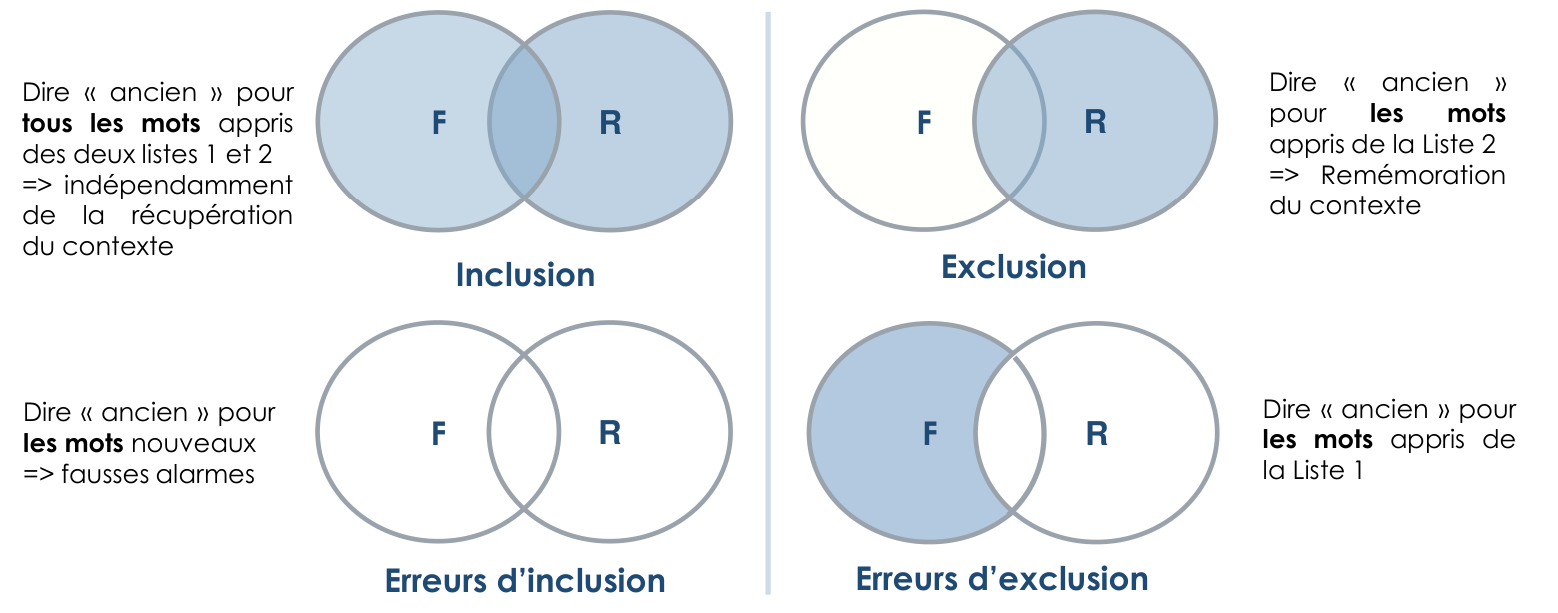 Dire « ancien » pour
tous les mots appris
des deux listes 1 et 2
=> indépendamment
de la récupération
du contexte
F
R
Inclusion
F
R
Exclusion
Dire « ancien »
pour les mots
appris de la Liste 2
=> Remémoration
du contexte
Dire « ancien » pour
les mots nouveaux
=> fausses alarmes
F
R
Erreurs d’inclusion
F
R
Erreurs d’exclusion
Dire « ancien » pour
les mots appris de
la Liste 1